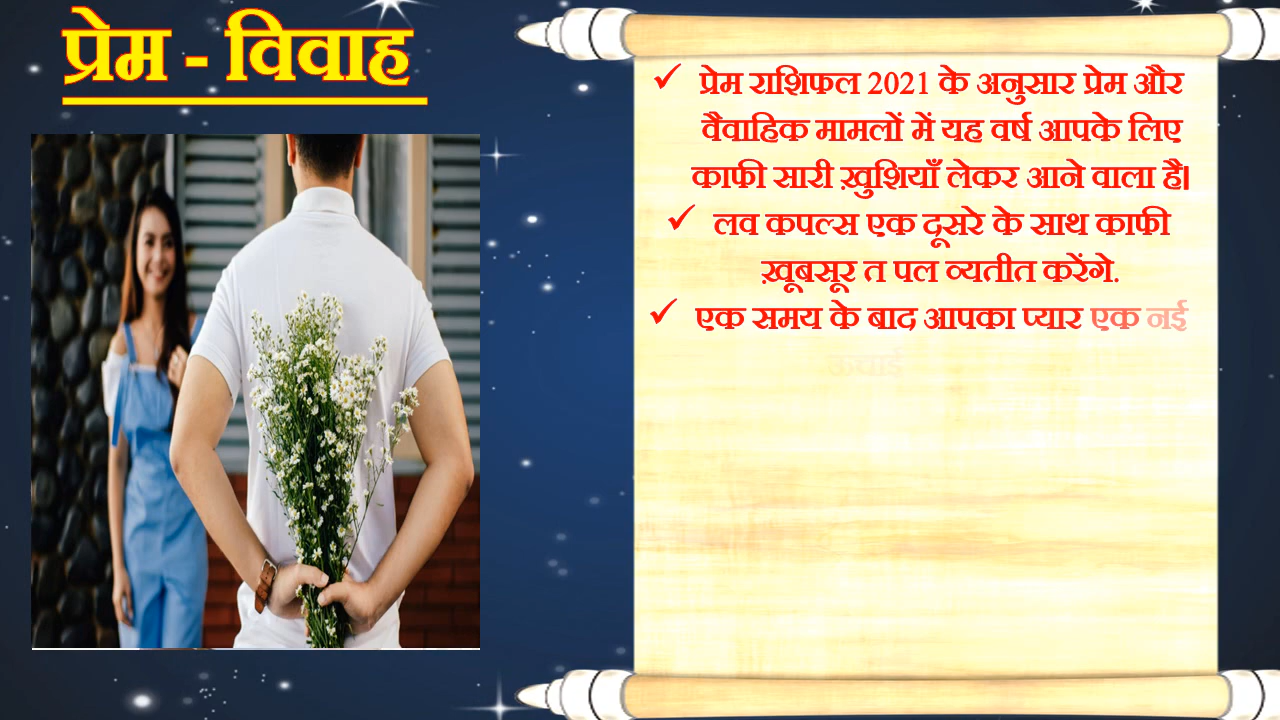 प्रेम - विवाह
✓ प्रेम राशिफल 2021 के अनुसार प्रेम और
वैवाहिक मामलों में यह वर्ष आपके लिए
काफी सारी ख़ुशियाँ लेकर आने वाला है।
✓ लव कपल्स एक दूसरे के साथ काफी
ख़ूबसूर त पल व्यतीत करेंगे.
✓ एक समय के बाद आपका प्यार एक नई
ऊंचाई